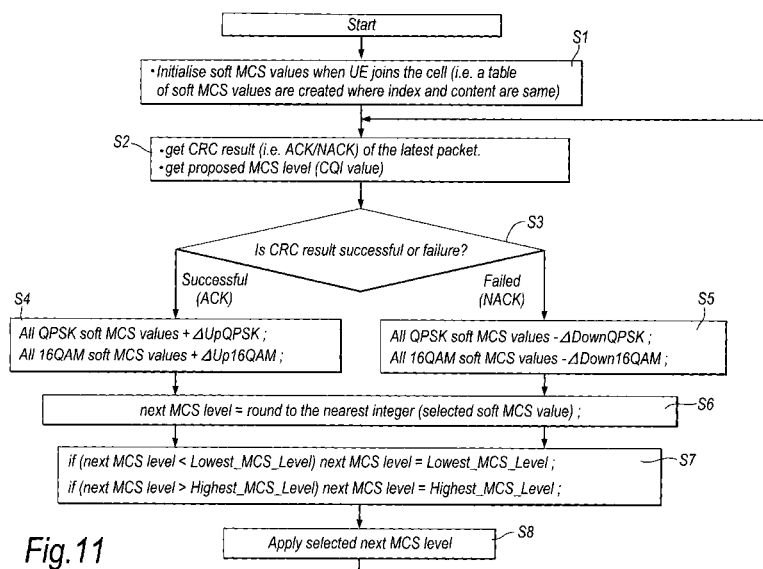 Start
S1
•Initialise soft MCS values when UE joins the cell (i.e. a table
of soft MCS values are created where index and content are same)
S2
•get CRC result (i.e. ACK/NACK) of the latest packet.
•get proposed MCS level (CQI value)
S3
Is CRC result successful or failure?
Successful
(ACK)
Failed
(NACK)
S4
All QPSK soft MCS values + ΔUpQPSK ;
All 16QAM soft MCS values + ΔUp16QAM ;
S5
All QPSK soft MCS values -ΔDownQPSK ;
All 16QAM soft MCS values -ΔDown16QAM ;
next MCS level = round to the nearest integer (selected soft MCS value) ;
S6
if (next MCS level < Lowest_MCS_Level) next MCS level = Lowest_MCS_Level ;
if (next MCS level > Highest_MCS_Level) next MCS level = Highest_MCS_Level ;
S7
Apply selected next MCS level
S8
Fig.11